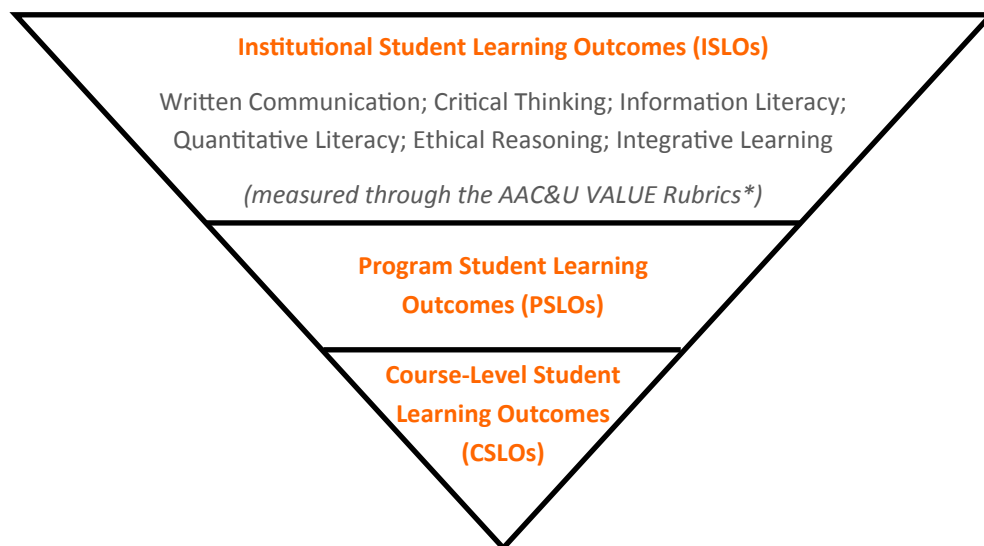 Institutional Student Learning Outcomes (ISLOs)
Written Communication; Critical Thinking; Information Literacy;
Quantitative Literacy; Ethical Reasoning; Integrative Learning
(measured through the AAC&U VALUE Rubrics*)
Program Student Learning
Outcomes (PSLOs)
Course-Level Student
Learning Outcomes
(CSLOs)